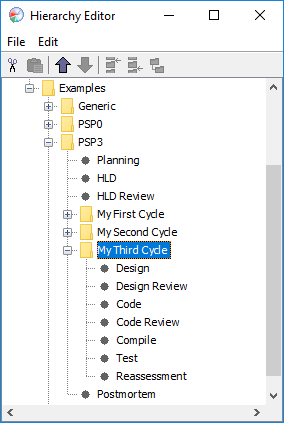 Hierarchy Editor
File Edit
Examples
Generic
PSP0
PSP3
Planning
HLD
HLD Review
My First Cycle
My Second Cycle
My Third Cycle
Design
Design Review
Code
Code Review
Compile
Test
Reassessment
Postmortem